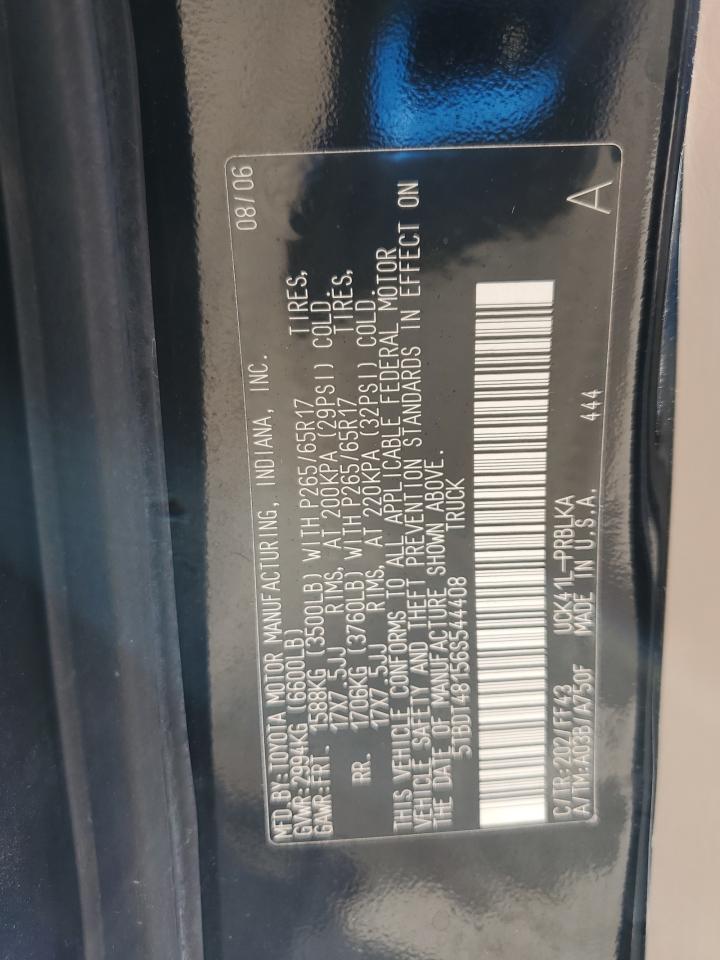 MFD.BY:TOYOTA MOTOR MANUFACTURING, INDIANA, INC. 08/06
GVWR:2994KG (6600LB)
GAWR:FRT. 1588KG (3500LB) WITH P265/65R17 TIRES,
17X7.5JJ RIMS, AT 200KPA (29PSI) COLD.
RR. 1706KG (3760LB) WITH P265/65R17 TIRES,
17X7.5JJ RIMS, AT 220KPA (32PSI) COLD.
THIS VEHICLE CONFORMS TO ALL APPLICABLE FEDERAL MOTOR
VEHICLE SAFETY AND THEFT PREVENTION STANDARDS IN EFFECT ON
THE DATE OF MANUFACTURE SHOWN ABOVE.
5TBDT48156S544408 TRUCK
C/TR:202/FF43 UCK41L-PRBLKA
A/TM:A03B/A750F MADE IN U.S.A. 444 A